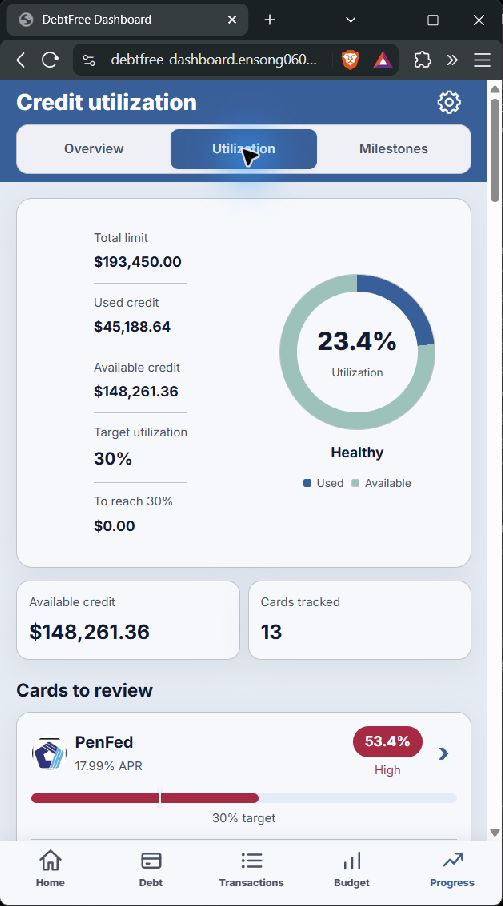 DebtFree Dashboard
debtfree-dashboard.ensong060...
Credit utilization
Overview
Utilization
Milestones
Total limit
$193,450.00
Used credit
$45,188.64
Available credit
$148,261.36
Target utilization
30%
To reach 30%
$0.00
23.4%
Utilization
Healthy
Used
Available
Available credit
$148,261.36
Cards tracked
13
Cards to review
PenFed
17.99% APR
53.4%
High
30% target
Home
Debt
Transactions
Budget
Progress